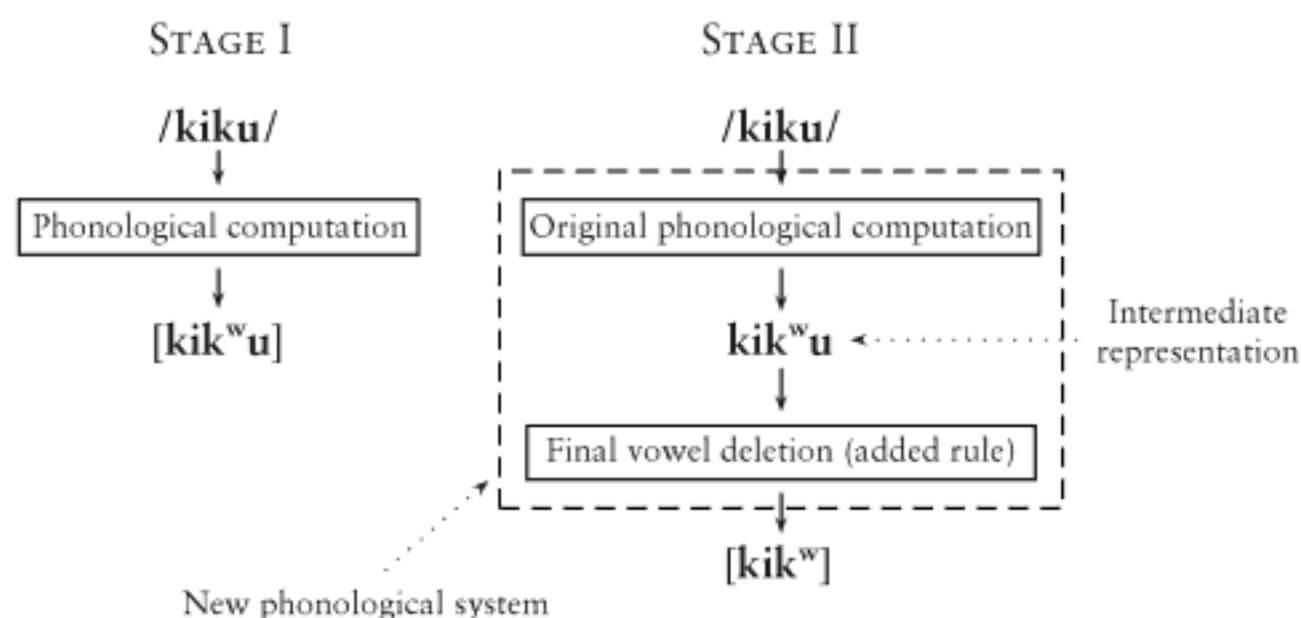 STAGE I
STAGE II
/kiku/
/kiku/
Phonological computation
Original phonological computation
[kikʷu]
kikʷu
Intermediate
representation
Final vowel deletion (added rule)
[kikʷ]
New phonological system